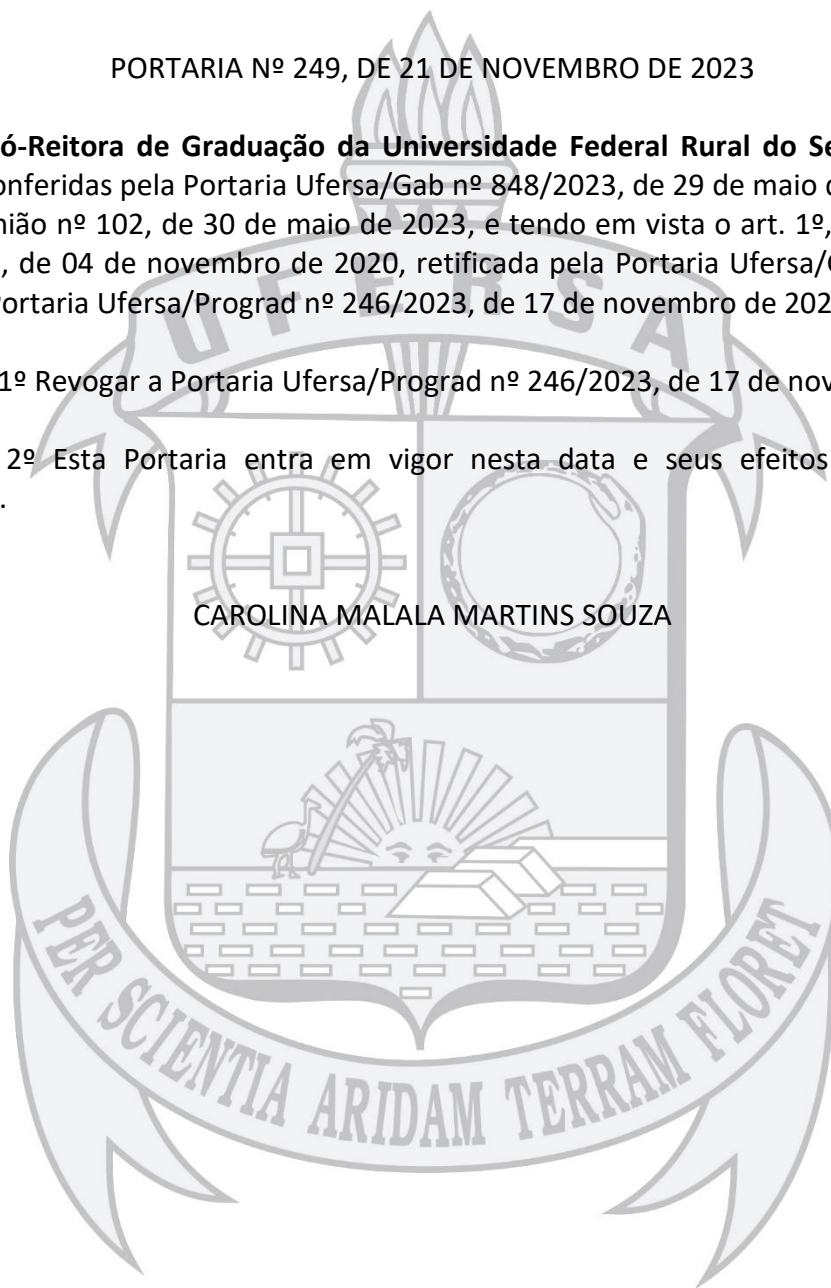 PORTARIA Nº 249, DE 21 DE NOVEMBRO DE 2023
ó-Reitora de Graduação da Universidade Federal Rural do Se
onferidas pela Portaria Ufersa/Gab nº 848/2023, de 29 de maio
nião nº 102, de 30 de maio de 2023, e tendo em vista o art. 1º,
, de 04 de novembro de 2020, retificada pela Portaria Ufersa/
Portaria Ufersa/Prograd nº 246/2023, de 17 de novembro de 202
UFERSA
1º Revogar a Portaria Ufersa/Prograd nº 246/2023, de 17 de nov
2º Esta Portaria entra em vigor nesta data e seus efeitos
.
CAROLINA MALALA MARTINS SOUZA
PER SCIENTIA ARIDAM TERRAM FLORET